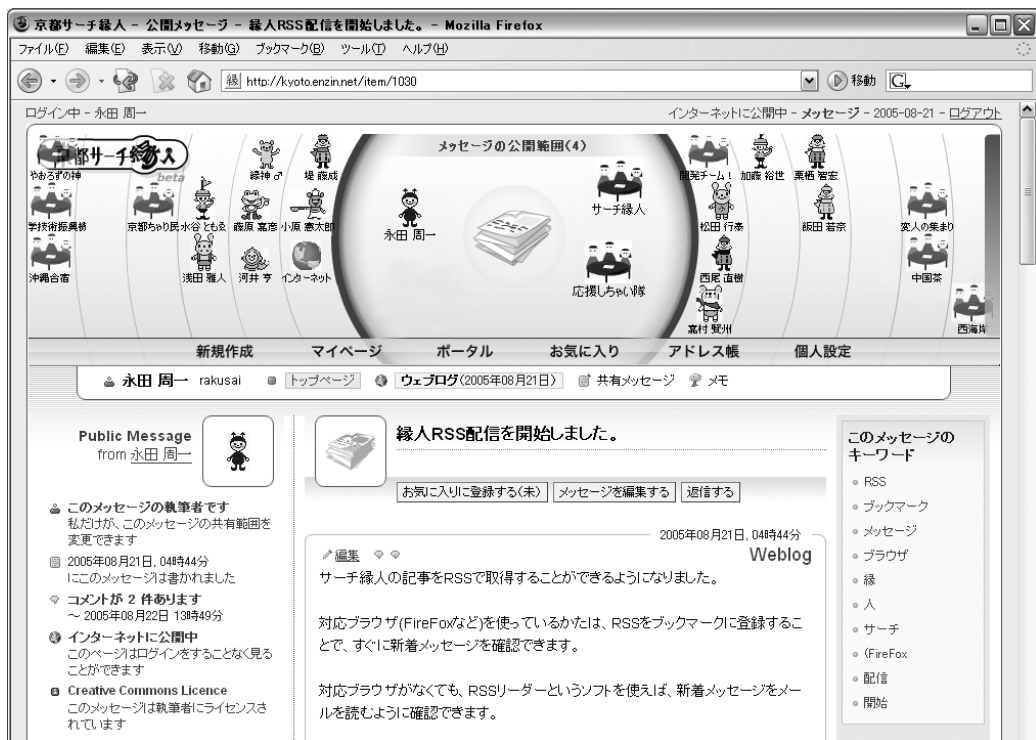 京都サーチ縁人 - 公開メッセージ - 縁人RSS配信を開始しました。 - Mozilla Firefox
ファイル(F) 編集(E) 表示(V) 移動(G) ブックマーク(B) ツール(T) ヘルプ(H)
縁 http://kyoto.enzin.net/item/1030 移動 G
ログイン中 - 永田 周一 インターネットに公開中 - メッセージ - 2005-08-21 - ログアウト
京都サーチ縁人
beta
メッセージの公開範囲(4)
やおろずの神 緑神♂ 堤 藤成 開発チーム! 加藤 裕世 栗栖 智宏
サーチ縁人
永田 周一
学技術振興機 京都ちゃり民 水谷 ともゑ 藤原 嘉彦 小原 憲太郎 松田 行泰 飯田 若奈 変人の集まり
沖縄合宿 浅田 雅人 河井 亨 インターネット 応援しちゃい隊 西尾 直樹 中国茶
嘉村 賢州 西海岸
新規作成 マイページ ポータル お気に入り アドレス帳 個人設定
永田 周一 rakusai トップページ ウェブログ(2005年08月21日) 共有メッセージ メモ
Public Message
from 永田 周一
このメッセージの執筆者です
私だけが、このメッセージの共有範囲を
変更できます
2005年08月21日, 04時44分
にこのメッセージは書かれました
コメントが 2 件あります
～ 2005年08月22日 13時49分
インターネットに公開中
このページはログインをすることなく見る
ことができます
Creative Commons Licence
このメッセージは執筆者にライセンスさ
れています
縁人RSS配信を開始しました。
お気に入りに登録する(未) メッセージを編集する 返信する
2005年08月21日, 04時44分
編集 Weblog
サーチ縁人の記事をRSSで取得することができるようになりました。
対応ブラウザ(FireFoxなど)を使っているかたは、RSSをブックマークに登録するこ
とで、すぐに新着メッセージを確認できます。
対応ブラウザがなくても、RSSリーダーというソフトを使えば、新着メッセージをメー
ルを読むように確認できます。
このメッセージの
キーワード
RSS
ブックマーク
メッセージ
ブラウザ
縁
人
サーチ
(FireFox
配信
開始